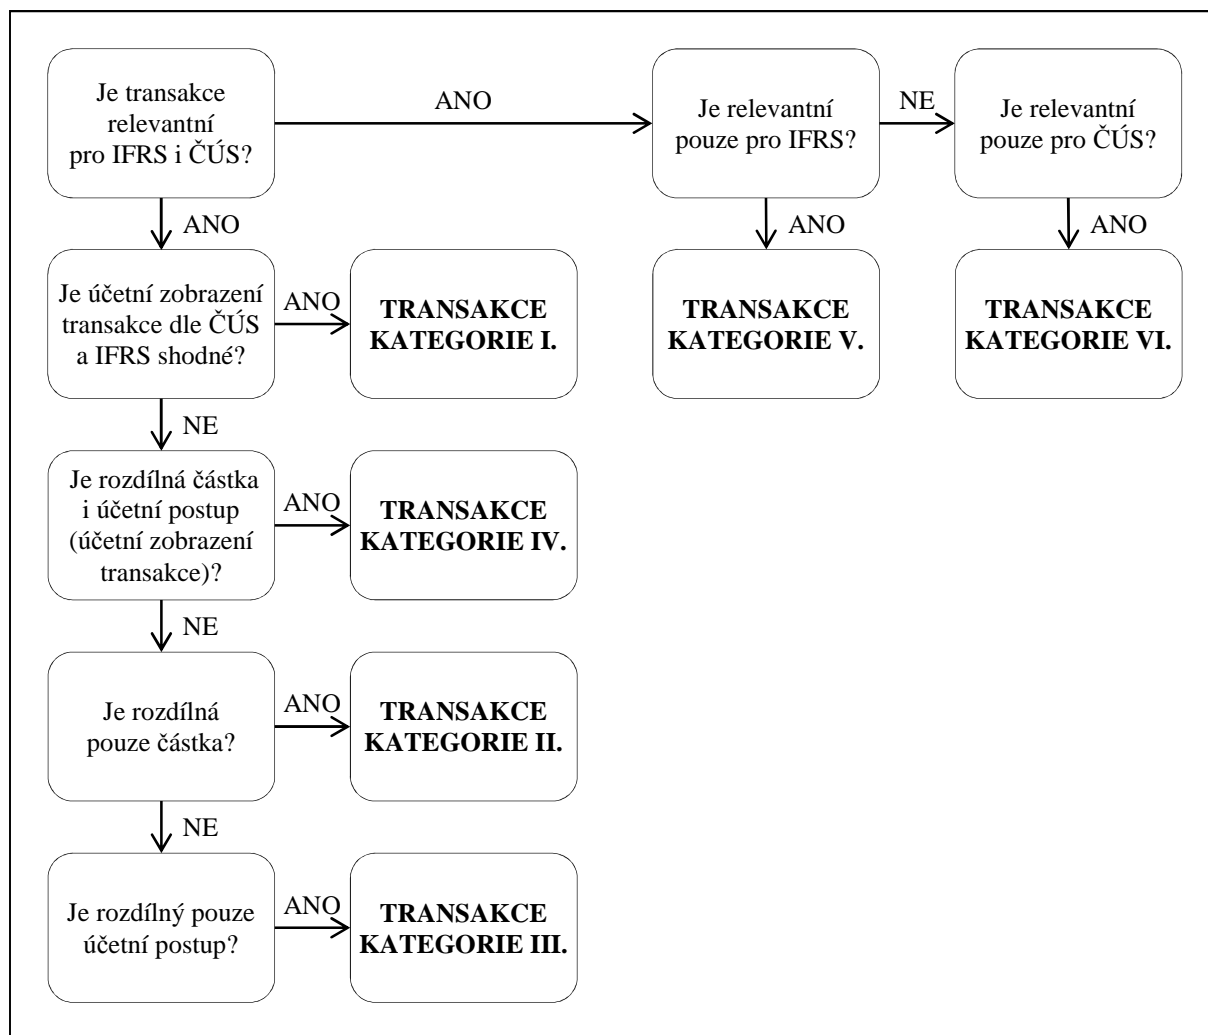 Je transakce
relevantní
pro IFRS i ČÚS?
ANO
Je relevantní
pouze pro IFRS?
NE
Je relevantní
pouze pro ČÚS?
ANO
ANO
ANO
Je účetní zobrazení
transakce dle ČÚS
a IFRS shodné?
ANO
TRANSAKCE
KATEGORIE I.
TRANSAKCE
KATEGORIE V.
TRANSAKCE
KATEGORIE VI.
NE
Je rozdílná částka
i účetní postup
(účetní zobrazení
transakce)?
ANO
TRANSAKCE
KATEGORIE IV.
NE
Je rozdílná
pouze částka?
ANO
TRANSAKCE
KATEGORIE II.
NE
Je rozdílný pouze
účetní postup?
ANO
TRANSAKCE
KATEGORIE III.